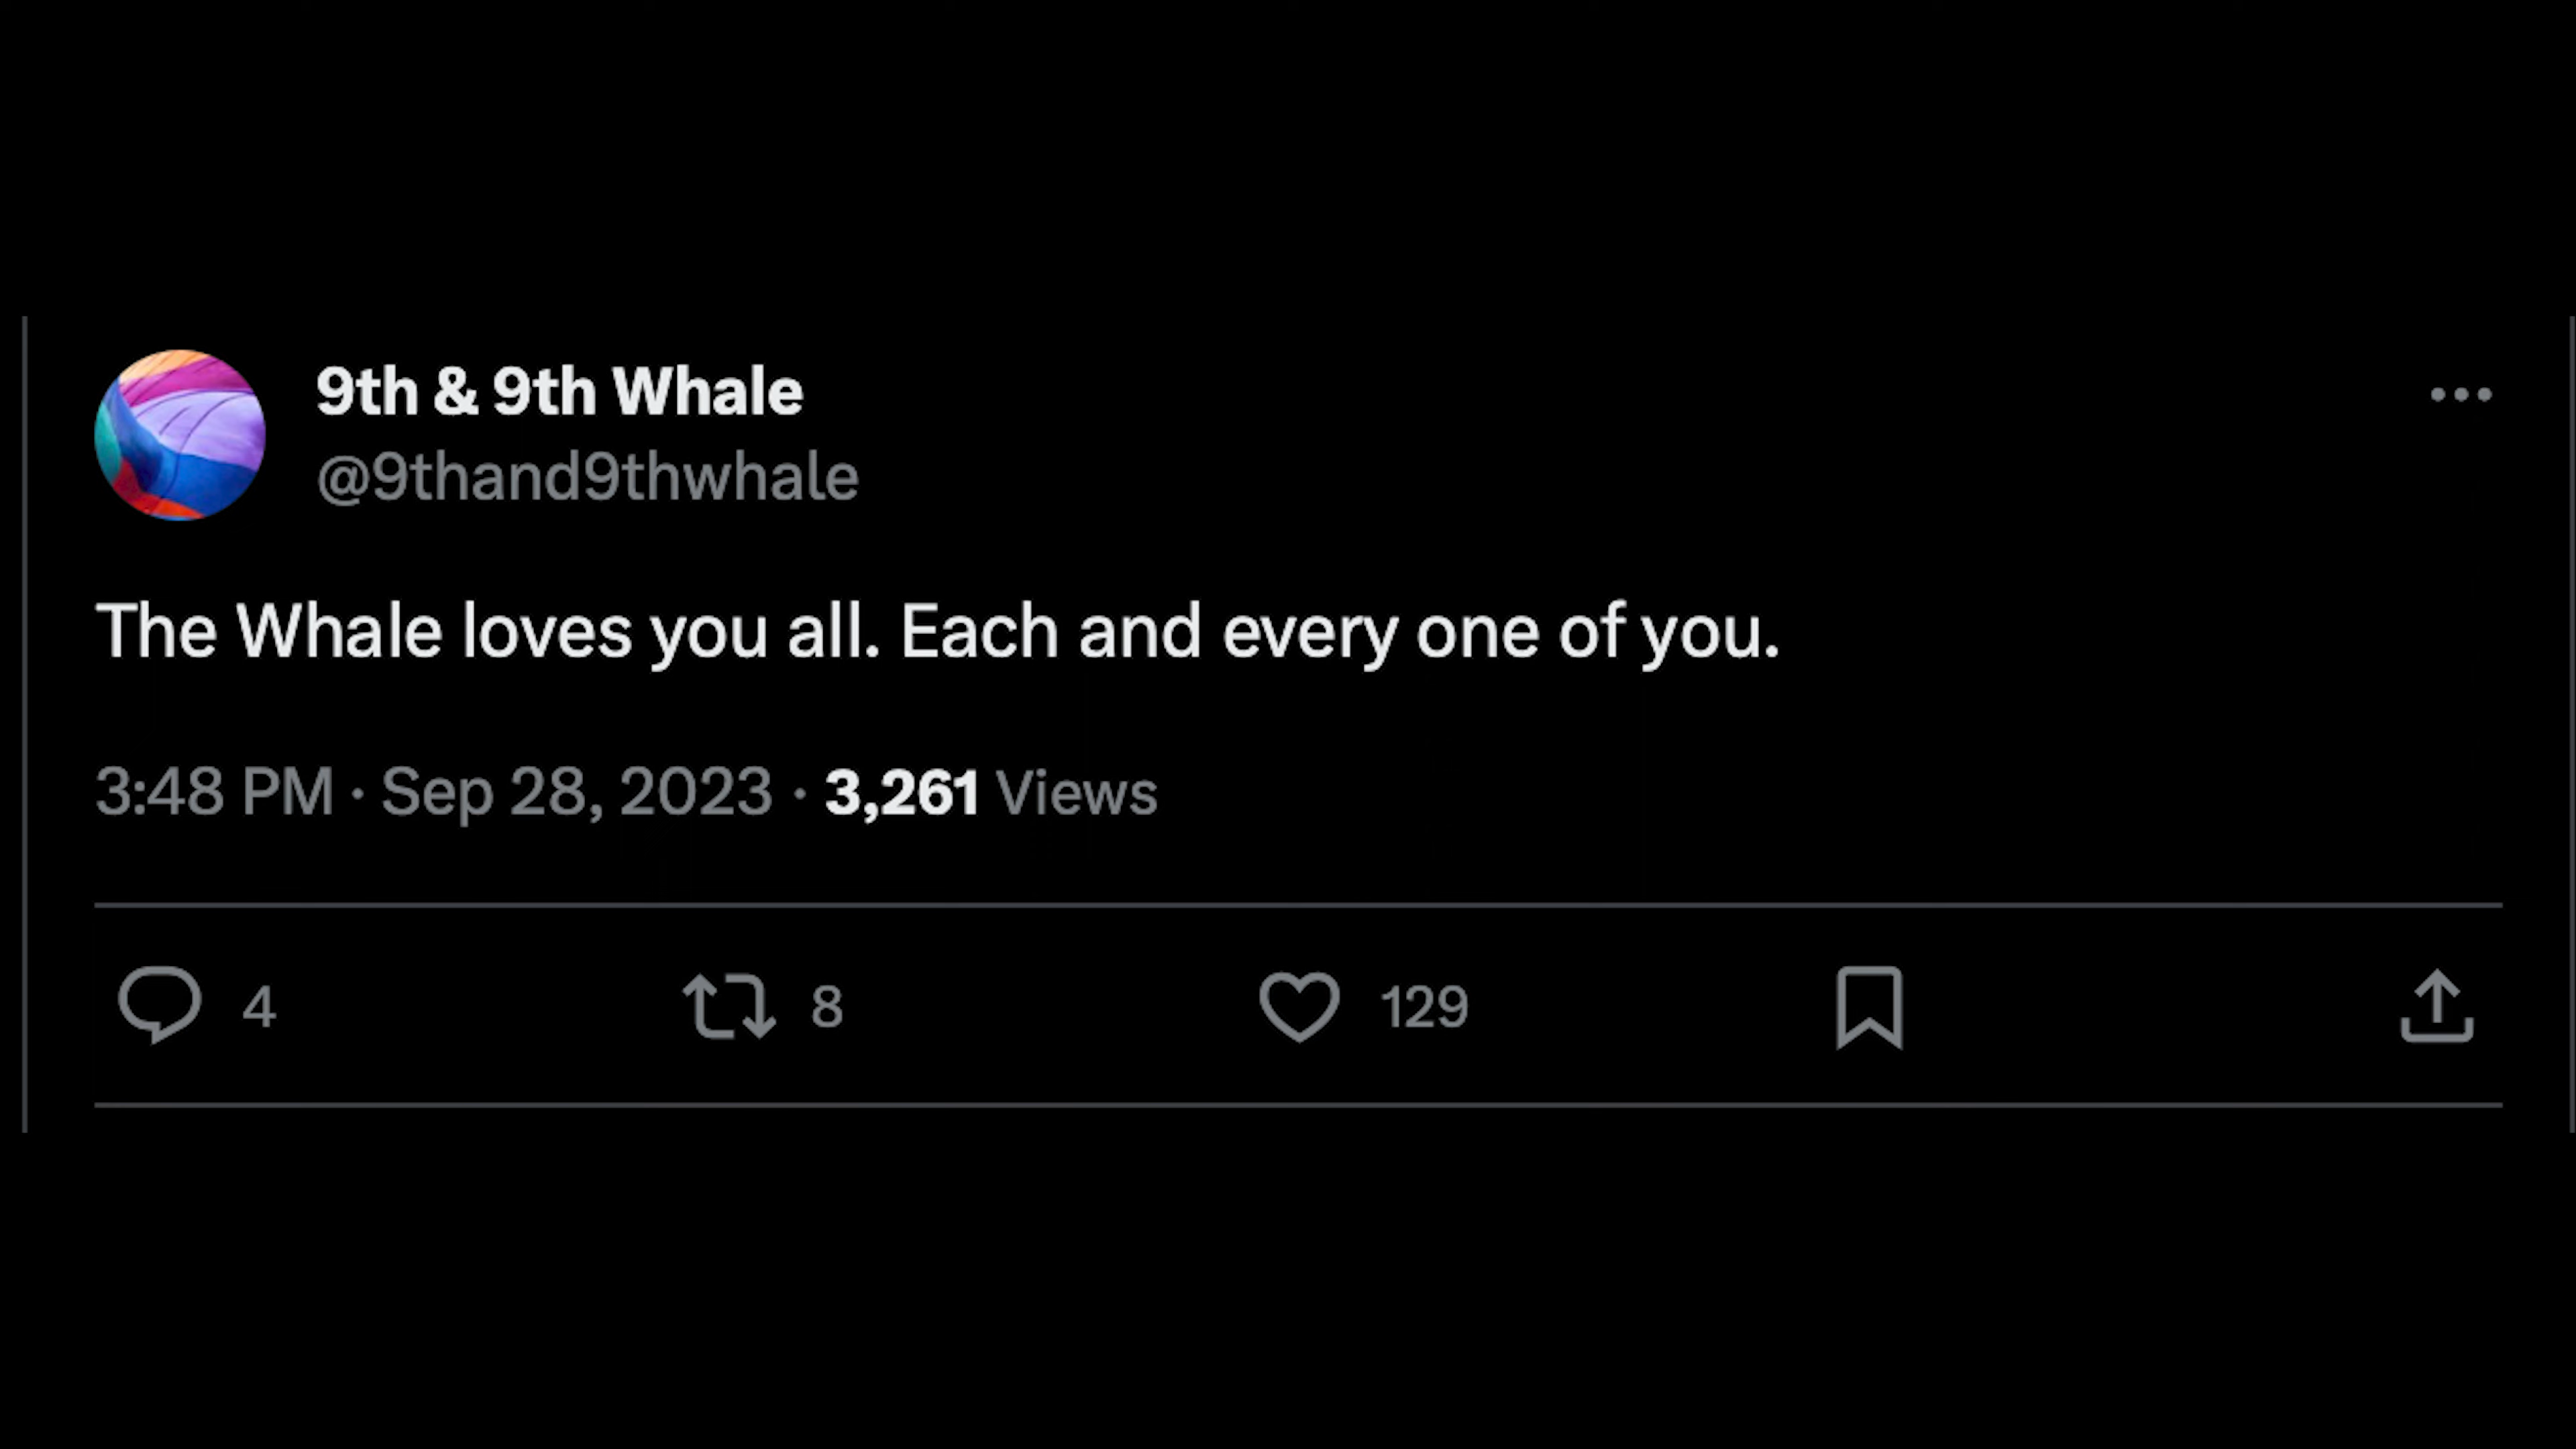 9th & 9th Whale
@9thand9thwhale
The Whale loves you all. Each and every one of you.
3:48 PM · Sep 28, 2023 · 3,261 Views
4 8 129